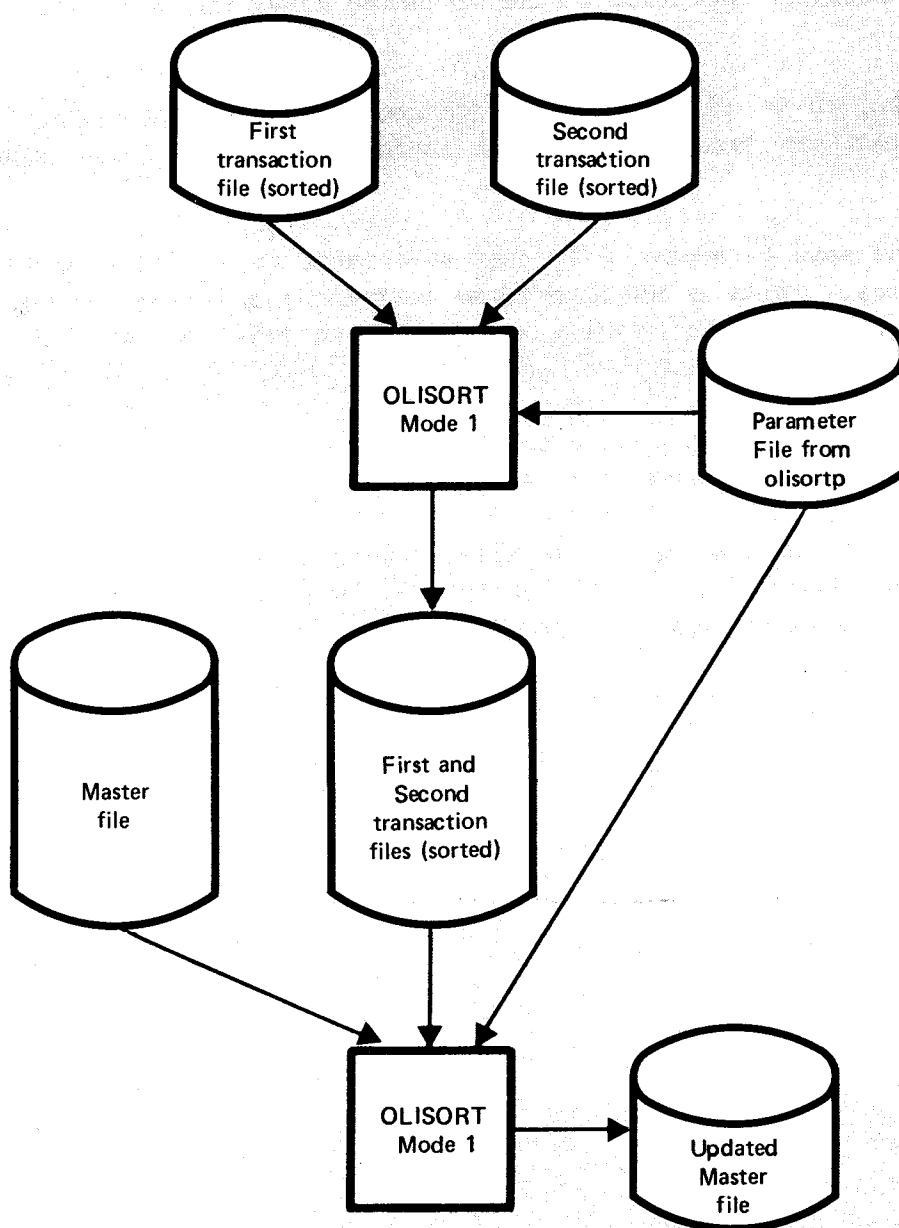 First
transaction
file (sorted)
Second
transaction
file (sorted)
OLISORT
Mode 1
Parameter
File from
olisortp
Master
file
First and
Second
transaction
files (sorted)
OLISORT
Mode 1
Updated
Master
file